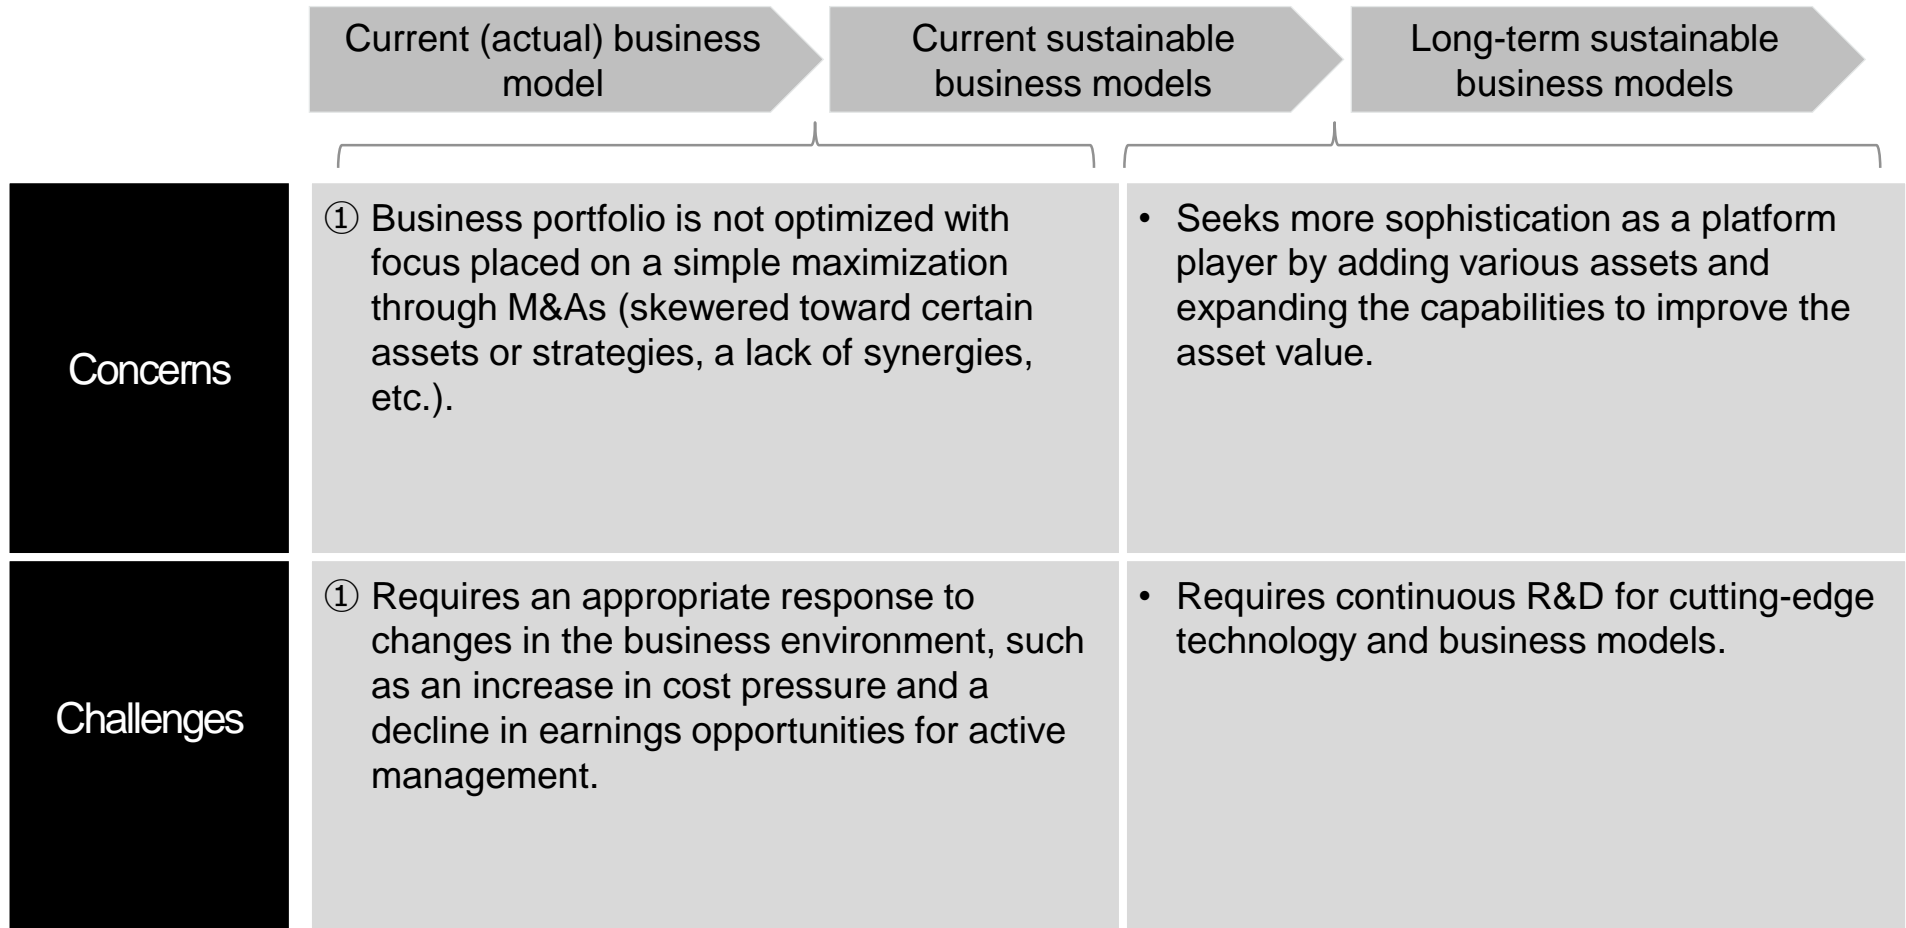 Current (actual) business
model
Current sustainable
business models
Long-term sustainable
business models
Concerns
① Business portfolio is not optimized with
focus placed on a simple maximization
through M&As (skewered toward certain
assets or strategies, a lack of synergies,
etc.).
• Seeks more sophistication as a platform
player by adding various assets and
expanding the capabilities to improve the
asset value.
Challenges
① Requires an appropriate response to
changes in the business environment, such
as an increase in cost pressure and a
decline in earnings opportunities for active
management.
• Requires continuous R&D for cutting-edge
technology and business models.